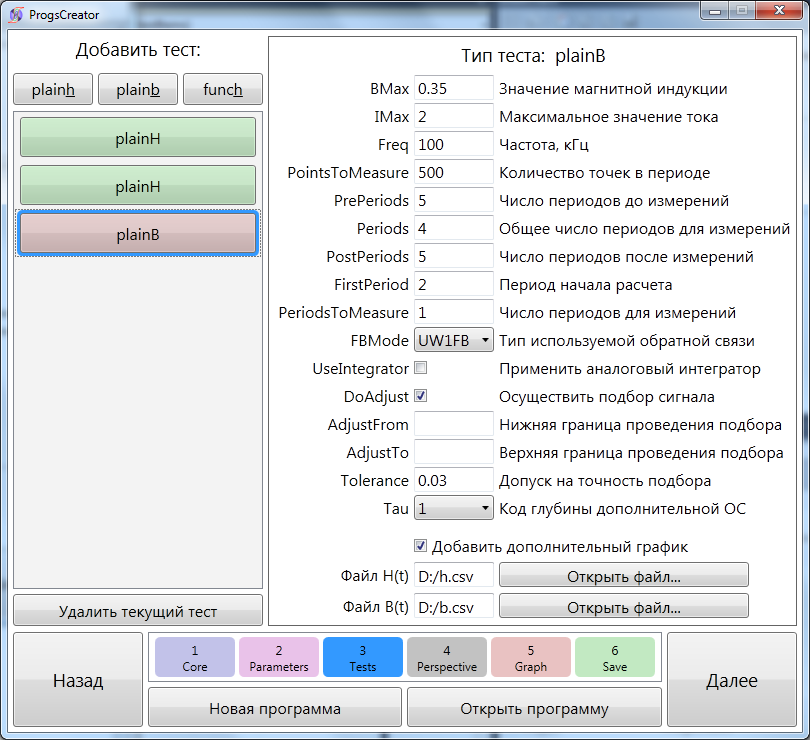 ProgsCreator
Добавить тест:
plainh plainb funch
plainH
plainH
plainB
Удалить текущий тест
Тип теста: plainB
BMax 0.35 Значение магнитной индукции
IMax 2 Максимальное значение тока
Freq 100 Частота, кГц
PointsToMeasure 500 Количество точек в периоде
PrePeriods 5 Число периодов до измерений
Periods 4 Общее число периодов для измерений
PostPeriods 5 Число периодов после измерений
FirstPeriod 2 Период начала расчета
PeriodsToMeasure 1 Число периодов для измерений
FBMode UW1FB Тип используемой обратной связи
UseIntegrator Применить аналоговый интегратор
DoAdjust Осуществить подбор сигнала
AdjustFrom Нижняя граница проведения подбора
AdjustTo Верхняя граница проведения подбора
Tolerance 0.03 Допуск на точность подбора
Tau 1 Код глубины дополнительной ОС
Добавить дополнительный график
Файл H(t) D:/h.csv Открыть файл...
Файл B(t) D:/b.csv Открыть файл...
Назад
1 2 3 4 5 6
Core Parameters Tests Perspective Graph Save
Новая программа Открыть программу
Далее